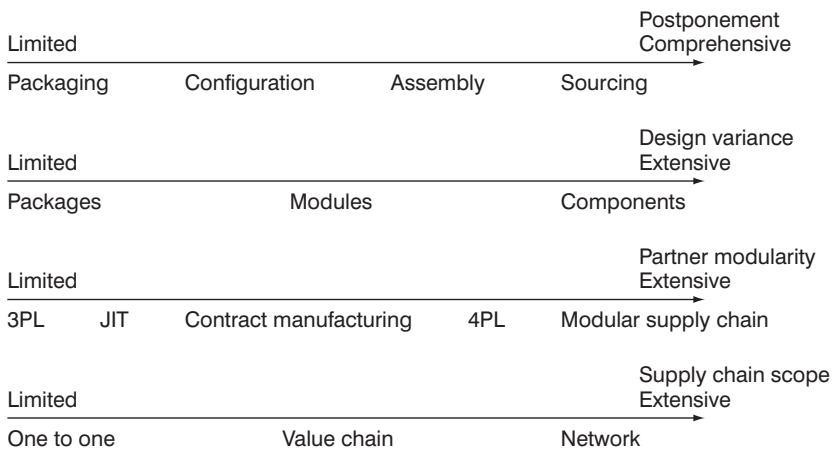 Postponement
Limited Comprehensive
Packaging Configuration Assembly Sourcing
Design variance
Limited Extensive
Packages Modules Components
Partner modularity
Limited Extensive
3PL JIT Contract manufacturing 4PL Modular supply chain
Supply chain scope
Limited Extensive
One to one Value chain Network